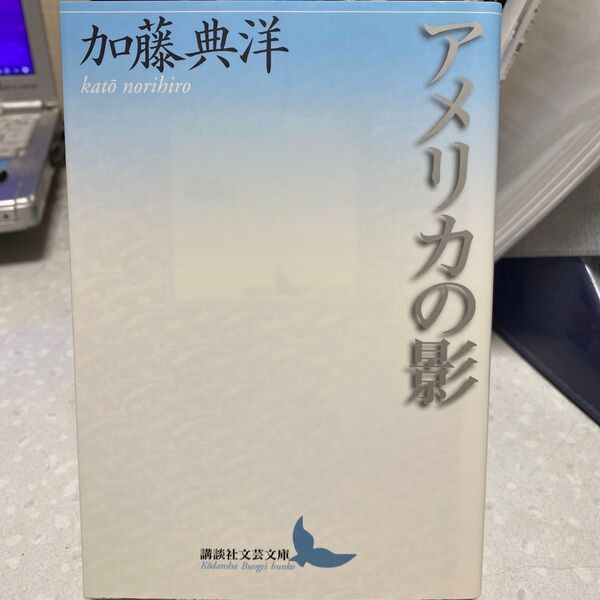 アメリカの影
加藤典洋
katō norihiro
講談社文芸文庫
Kōdansha Bungei bunko